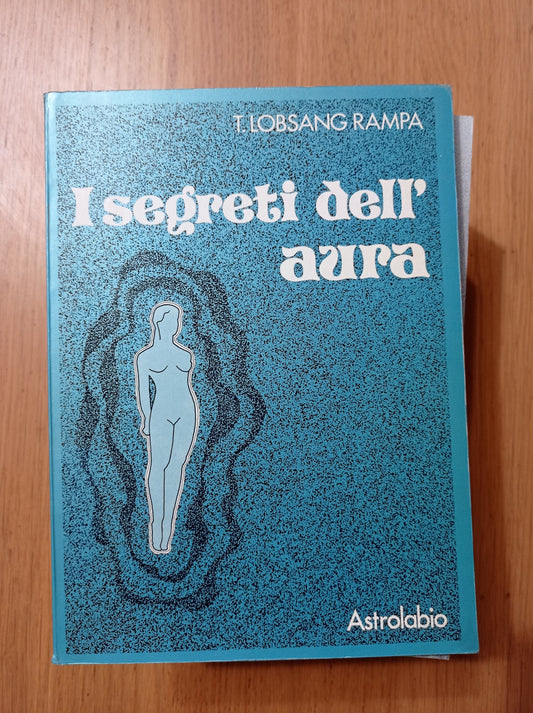 T. LOBSANG RAMPA
I segreti dell'
aura
Astrolabio